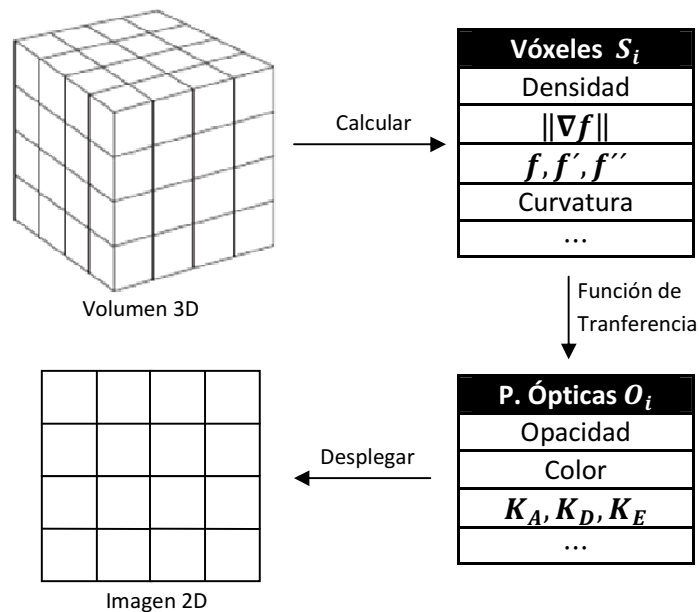 Volumen 3D
Calcular
Vóxeles S_i
Densidad
‖∇f‖
f, f´, f´´
Curvatura
...
Función de
Tranferencia
P. Ópticas O_i
Opacidad
Color
K_A, K_D, K_E
...
Desplegar
Imagen 2D